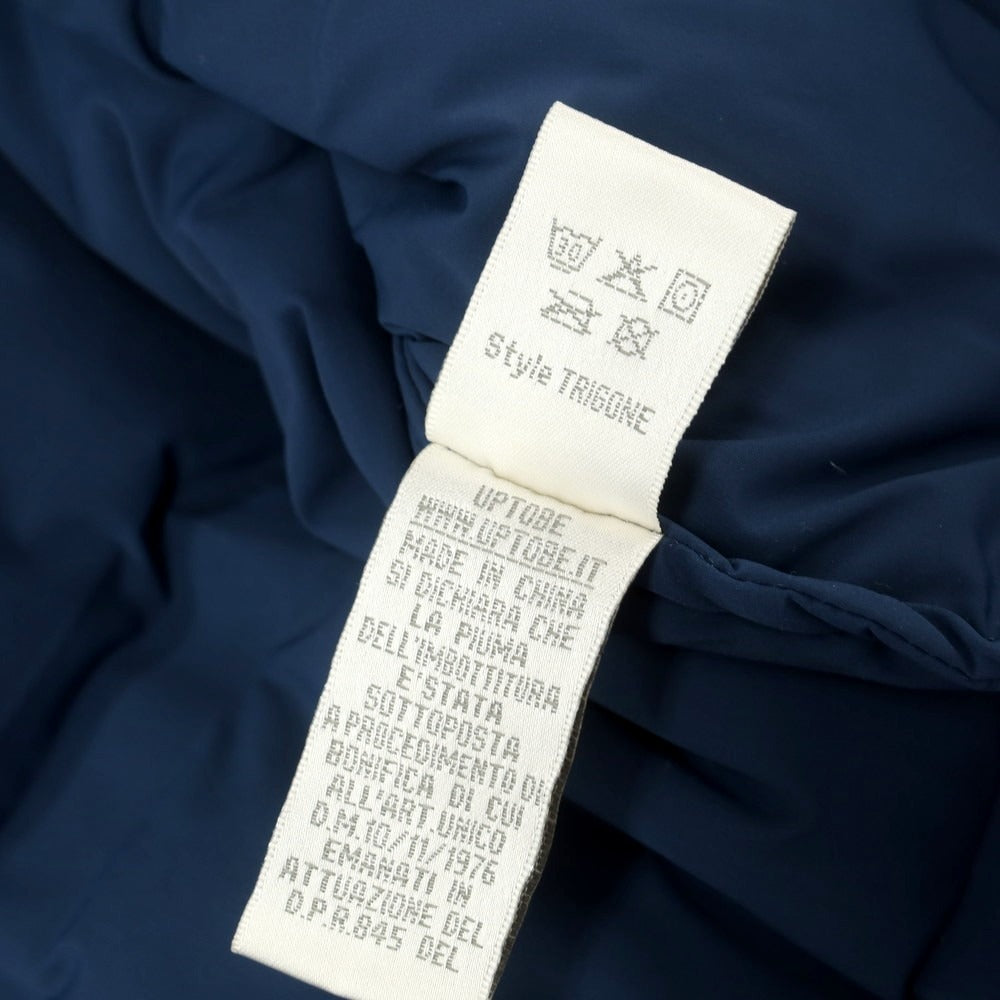 30
Style TRIGONE
UPTOBE
WWW.UPTOBE.IT
MADE IN CHINA
SI DICHIARA CHE
LA PIUMA
DELL'IMBOTTITURA
E'STATA
SOTTOPOSTA
A PROCEDIMENTO DI
BONIFICA DI CUI
ALL'ART.UNICO
D.M.10/11/1976
EMANATI IN
ATTUAZIONE DEL
D.P.R.845 DEL